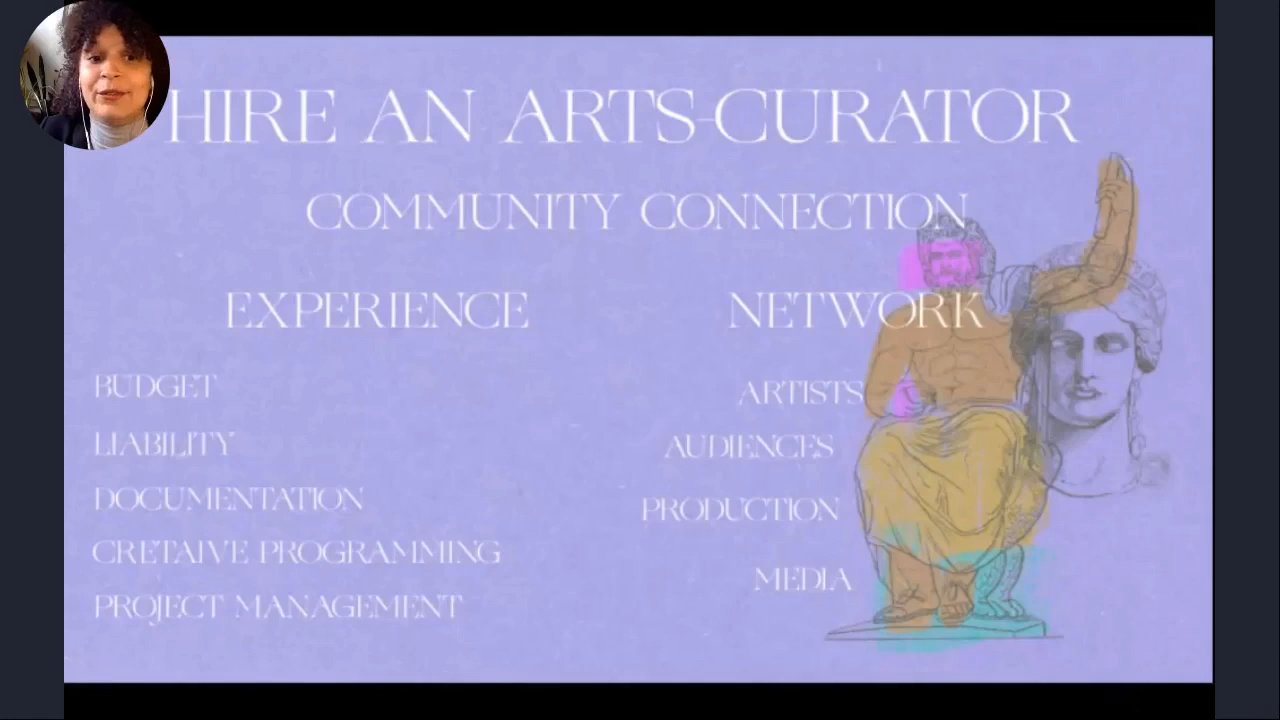 HIRE AN ARTS-CURATOR
COMMUNITY CONNECTION
EXPERIENCE
BUDGET
LIABILITY
DOCUMENTATION
CRETAIVE PROGRAMMING
PROJECT MANAGEMENT
NETWORK
ARTISTS
AUDIENCES
PRODUCTION
MEDIA